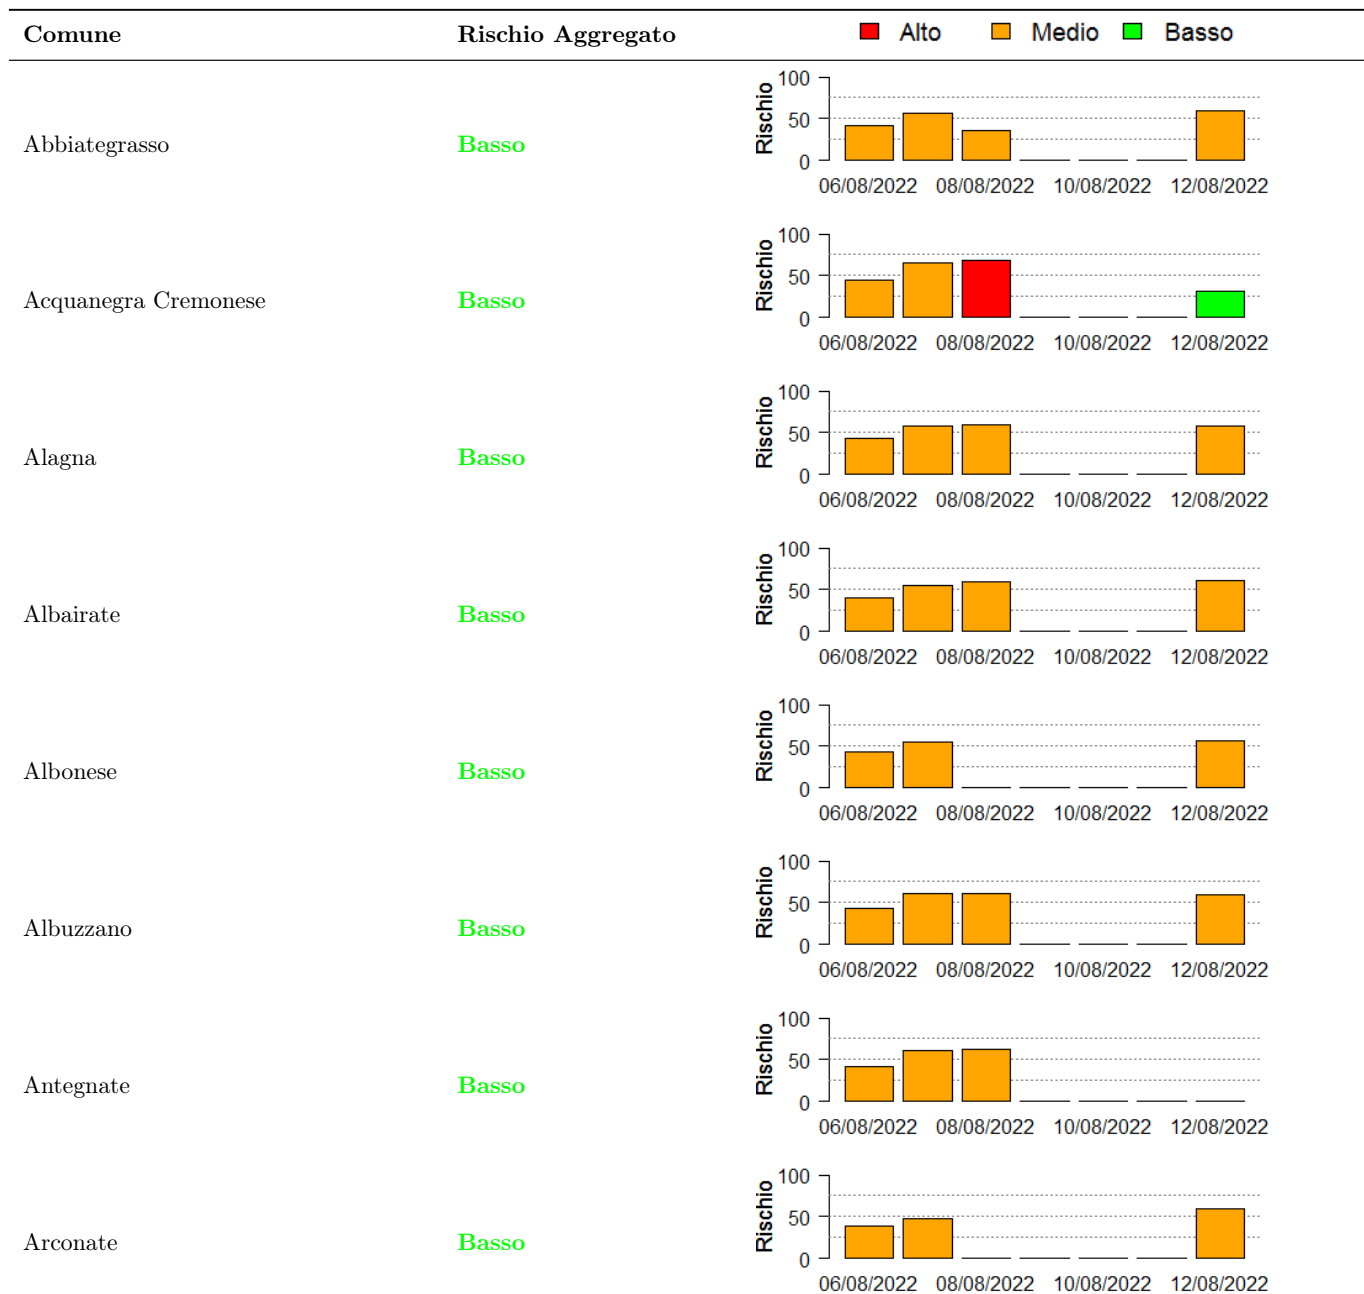 Comune Rischio Aggregato Alto Medio Basso
100
Rischio
50
Abbiategrasso Basso
0
06/08/2022 08/08/2022 10/08/2022 12/08/2022
100
Rischio
50
Acquanegra Cremonese Basso
0
06/08/2022 08/08/2022 10/08/2022 12/08/2022
100
Rischio
50
Alagna Basso
0
06/08/2022 08/08/2022 10/08/2022 12/08/2022
100
Rischio
50
Albairate Basso
0
06/08/2022 08/08/2022 10/08/2022 12/08/2022
100
Rischio
50
Albonese Basso
0
06/08/2022 08/08/2022 10/08/2022 12/08/2022
100
Rischio
50
Albuzzano Basso
0
06/08/2022 08/08/2022 10/08/2022 12/08/2022
100
Rischio
50
Antegnate Basso
0
06/08/2022 08/08/2022 10/08/2022 12/08/2022
100
Rischio
50
Arconate Basso
0
06/08/2022 08/08/2022 10/08/2022 12/08/2022